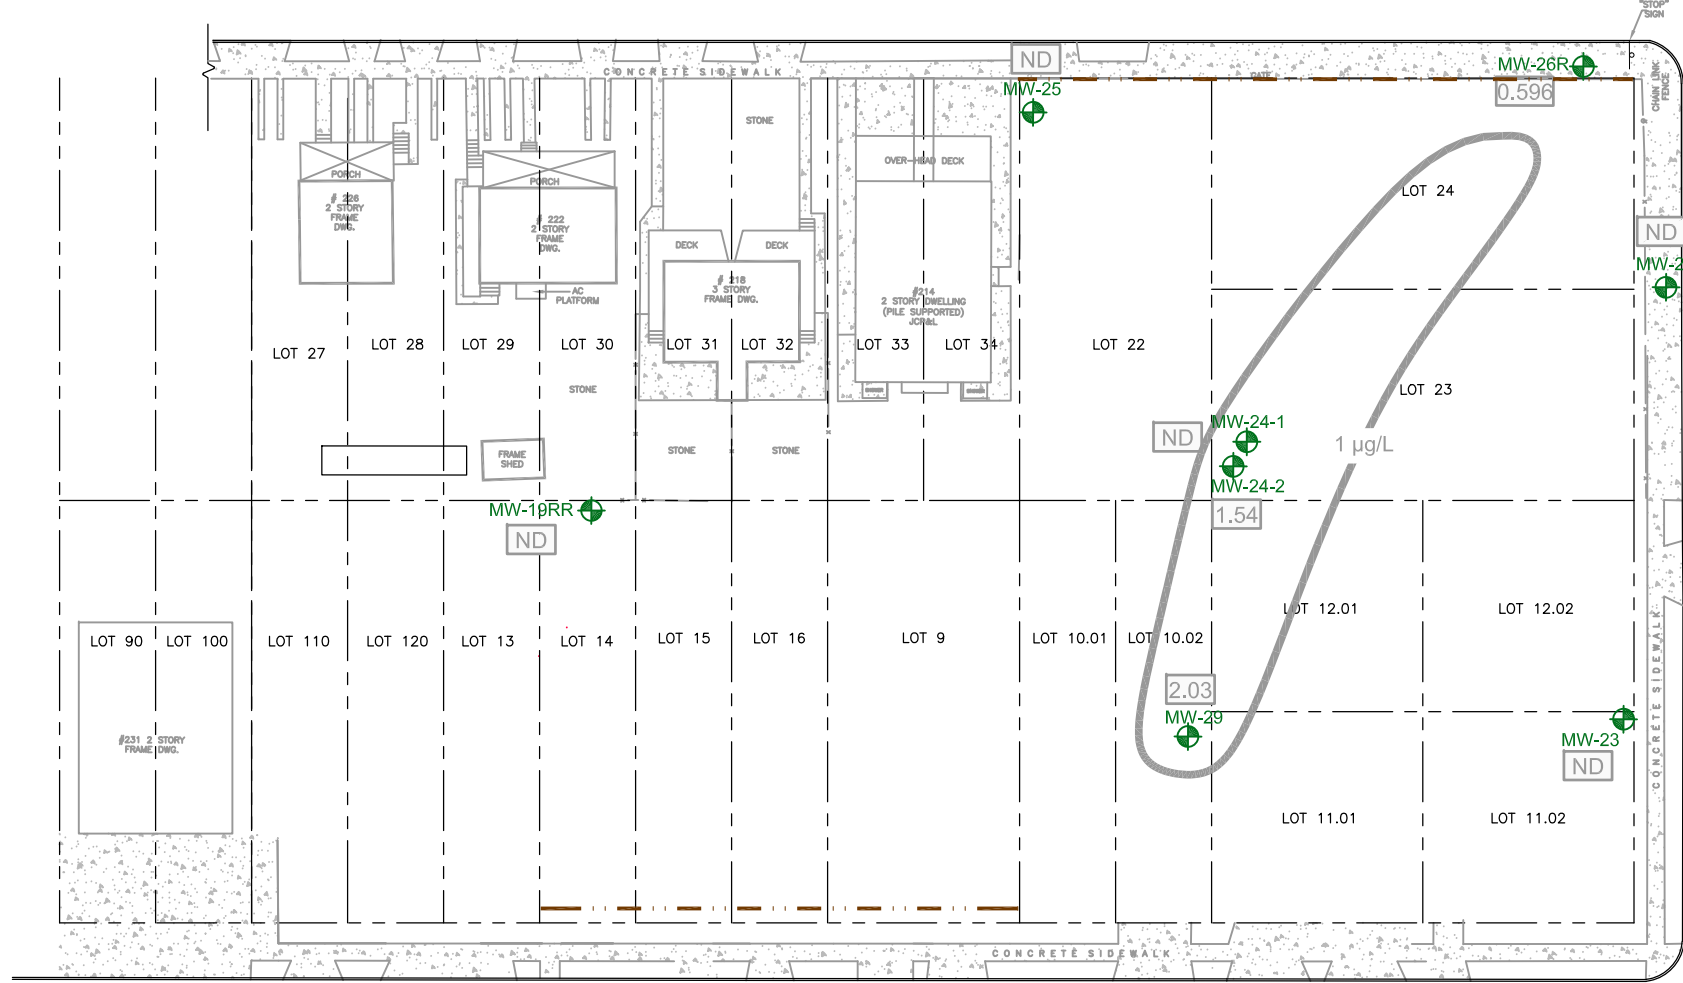 "STOP"
SIGN
ND
MW-26R
CONCRETE SIDEWALK
GATE
CHAIN LINK
FENCE
MW-25
0.596
STONE
OVER-HEAD DECK
PORCH
PORCH
LOT 24
# 226
2 STORY
FRAME
DWG.
# 222
2 STORY
FRAME
DWG.
ND
DECK
DECK
MW-2
# 218
3 STORY
FRAME DWG.
AC
PLATFORM
#214
2 STORY DWELLING
(PILE SUPPORTED)
JCP&L
LOT 27
LOT 28
LOT 29
LOT 30
LOT 31
LOT 32
LOT 33
LOT 34
LOT 22
STONE
LOT 23
MW-24-1
ND
1 µg/L
STONE
STONE
FRAME
SHED
MW-24-2
MW-19RR
1.54
ND
LOT 12.01
LOT 12.02
LOT 90
LOT 100
LOT 110
LOT 120
LOT 13
LOT 14
LOT 15
LOT 16
LOT 9
LOT 10.01
LOT 10.02
2.03
MW-29
CONCRETE SIDEWALK
#231 2 STORY
FRAME DWG.
MW-23
ND
LOT 11.01
LOT 11.02
CONCRETE SIDEWALK